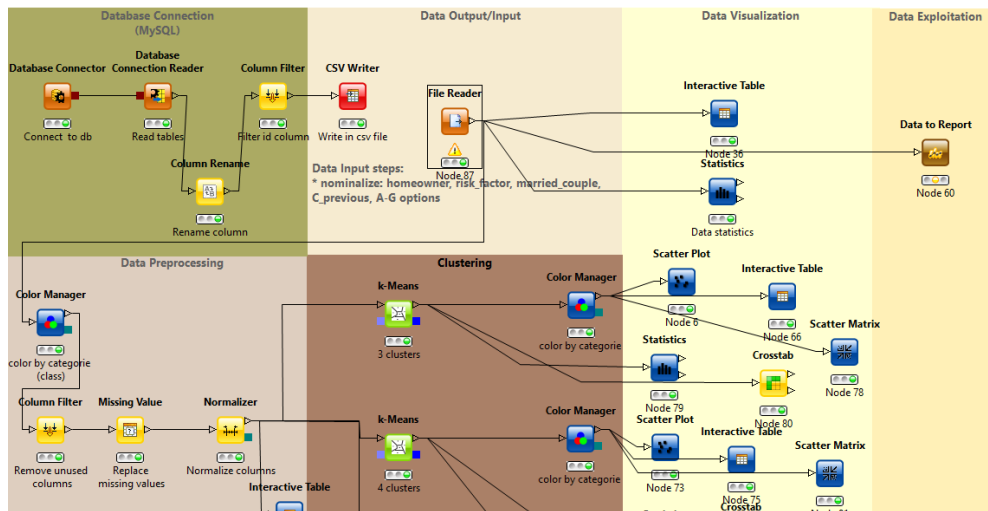 Database Connection
(MySQL)
Data Output/Input
Data Visualization
Data Exploitation
Database Connector
Connect to db
Database
Connection Reader
Read tables
Column Filter
Filter id column
CSV Writer
Write in csv file
Column Rename
Rename column
File Reader
Node 87
Data Input steps:
* nominalize: homeowner, risk_factor, married_couple,
C_previous, A-G options
Interactive Table
Node 36
Statistics
Data statistics
Data to Report
Node 60
Data Preprocessing
Clustering
Color Manager
color by categorie
(class)
k-Means
3 clusters
Color Manager
color by categorie
Scatter Plot
Node 6
Interactive Table
Node 66
Scatter Matrix
Node 78
Statistics
Node 79
Crosstab
Node 80
Column Filter
Remove unused
columns
Missing Value
Replace
missing values
Normalizer
Normalize columns
k-Means
4 clusters
Color Manager
color by categorie
Scatter Plot
Node 73
Interactive Table
Node 75
Scatter Matrix
Interactive Table
Crosstab